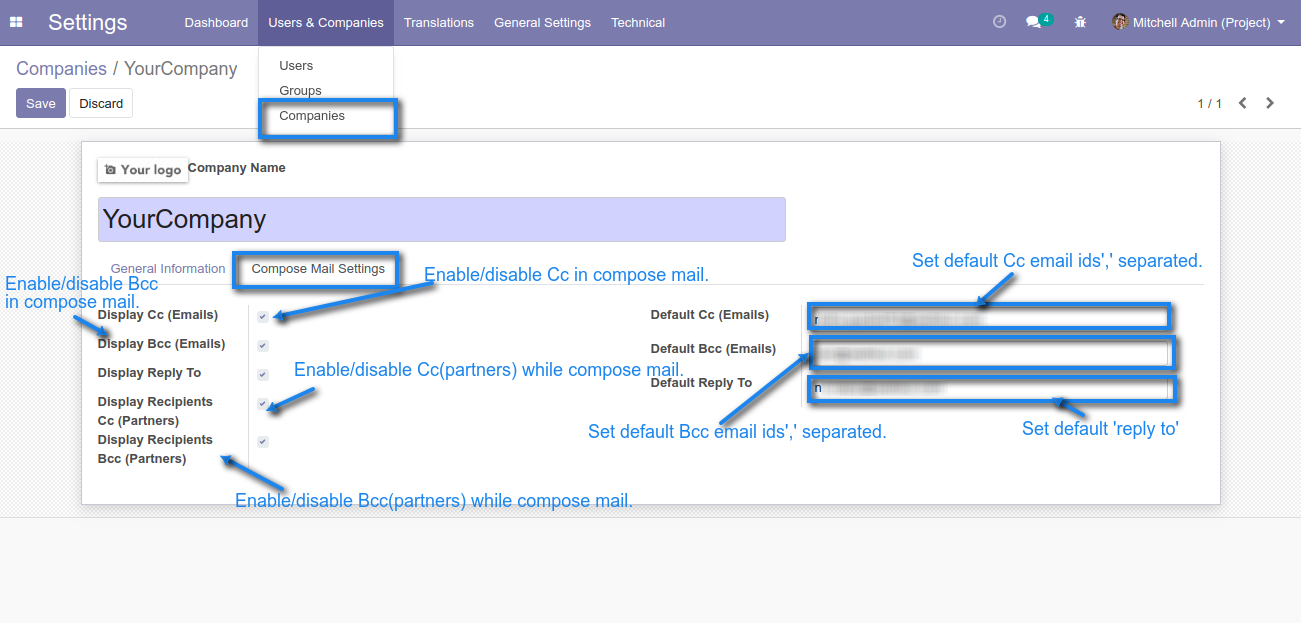 Settings
Dashboard
Users & Companies
Translations
General Settings
Technical
4
Mitchell Admin (Project)
Companies / YourCompany
Users
Groups
Companies
Save
Discard
1 / 1
Your logo
Company Name
YourCompany
General Information
Compose Mail Settings
Enable/disable Bcc
in compose mail.
Enable/disable Cc in compose mail.
Set default Cc email ids',' separated.
Display Cc (Emails)
Display Bcc (Emails)
Display Reply To
Display Recipients
Cc (Partners)
Display Recipients
Bcc (Partners)
Enable/disable Cc(partners) while compose mail.
Enable/disable Bcc(partners) while compose mail.
Default Cc (Emails)
Default Bcc (Emails)
Default Reply To
n
Set default Bcc email ids',' separated.
Set default 'reply to'